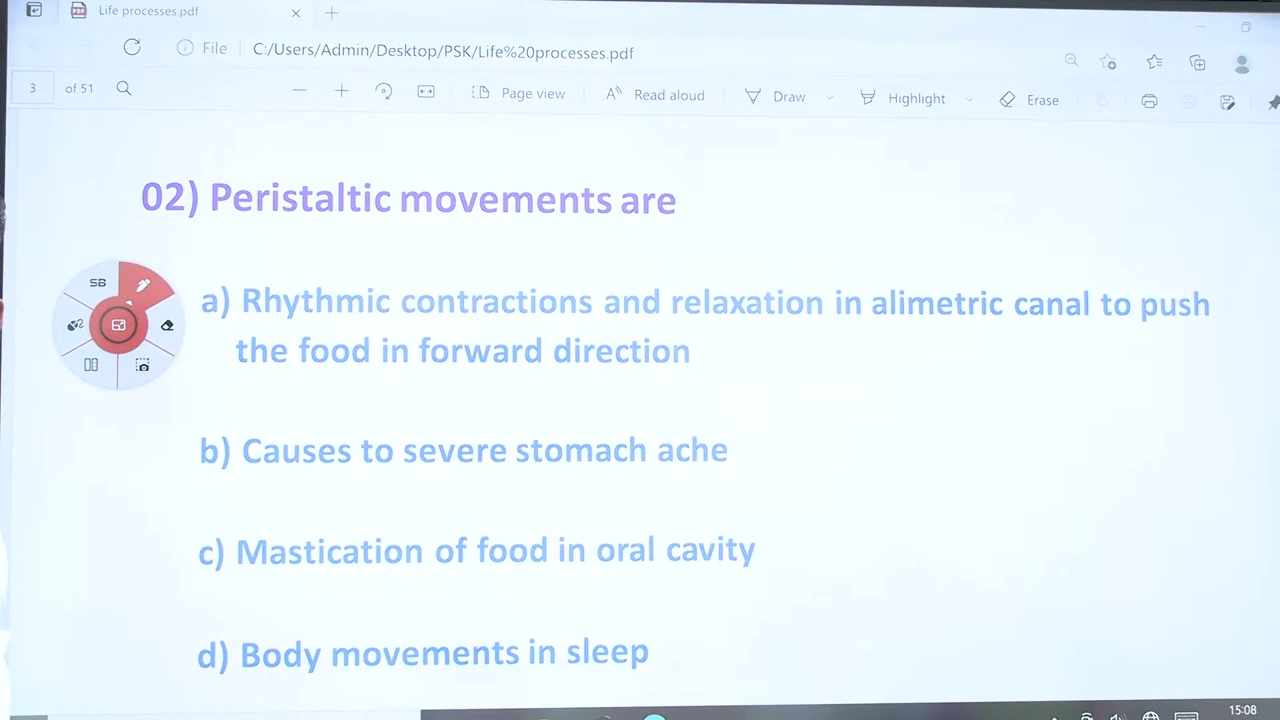 Life processes.pdf
File C:/Users/Admin/Desktop/PSK/Life%20processes.pdf
3 of 51 Page view Read aloud Draw Highlight Erase
02) Peristaltic movements are
SB
a) Rhythmic contractions and relaxation in alimetric canal to push
the food in forward direction
b) Causes to severe stomach ache
c) Mastication of food in oral cavity
d) Body movements in sleep
15:08